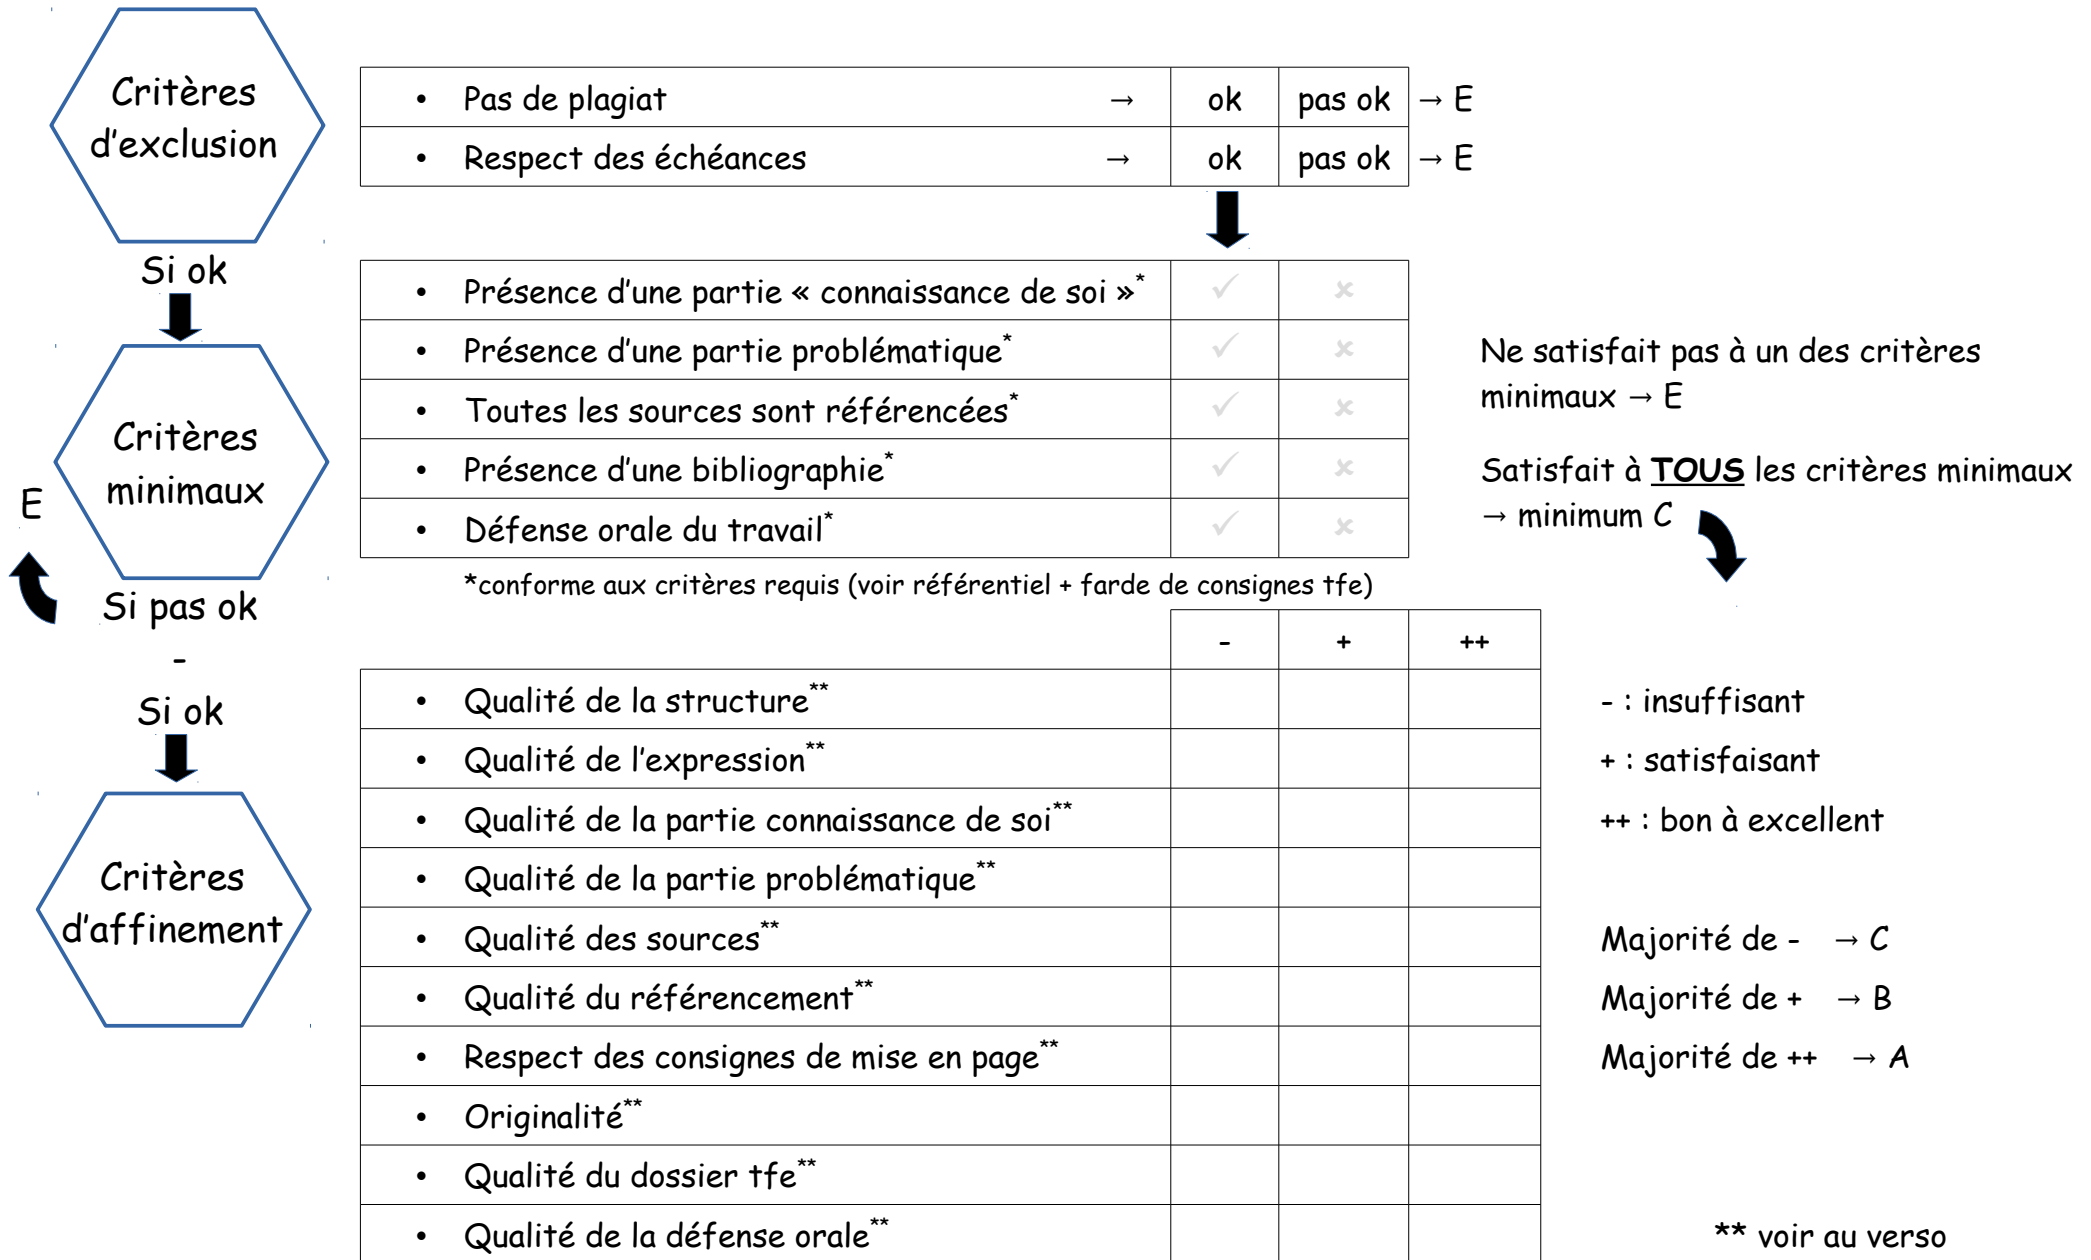 Critères
d'exclusion
• Pas de plagiat → ok pas ok → E
• Respect des échéances → ok pas ok → E
Si ok
• Présence d'une partie « connaissance de soi »* ✓ ✗
• Présence d'une partie problématique* ✓ ✗
• Toutes les sources sont référencées* ✓ ✗
• Présence d'une bibliographie* ✓ ✗
• Défense orale du travail* ✓ ✗
*conforme aux critères requis (voir référentiel + farde de consignes tfe)
Critères
minimaux
Ne satisfait pas à un des critères
minimaux → E
Satisfait à TOUS les critères minimaux
→ minimum C
E
Si pas ok
-
Si ok
Critères
d'affinement
- + ++
• Qualité de la structure**
• Qualité de l'expression**
• Qualité de la partie connaissance de soi**
• Qualité de la partie problématique**
• Qualité des sources**
• Qualité du référencement**
• Respect des consignes de mise en page**
• Originalité**
• Qualité du dossier tfe**
• Qualité de la défense orale**
- : insuffisant
+ : satisfaisant
++ : bon à excellent
Majorité de - → C
Majorité de + → B
Majorité de ++ → A
** voir au verso